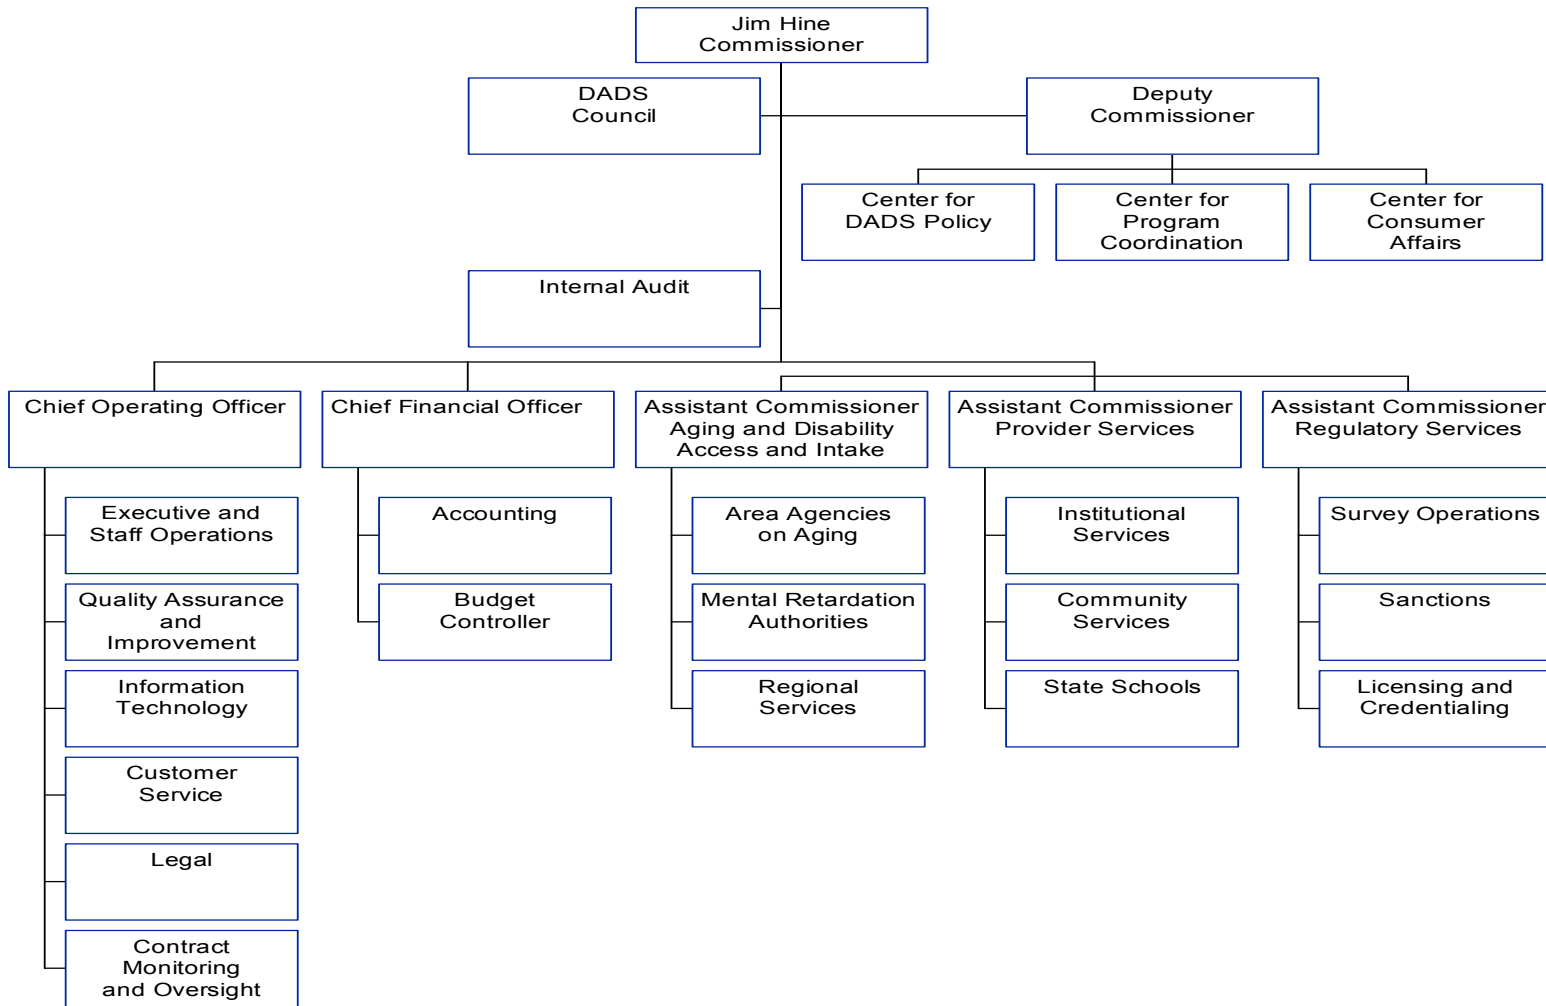 Jim Hine
Commissioner
DADS
Council
Deputy
Commissioner
Center for
DADS Policy
Center for
Program
Coordination
Center for
Consumer
Affairs
Internal Audit
Chief Operating Officer
Chief Financial Officer
Assistant Commissioner
Aging and Disability
Access and Intake
Assistant Commissioner
Provider Services
Assistant Commissioner
Regulatory Services
Executive and
Staff Operations
Quality Assurance
and
Improvement
Information
Technology
Customer
Service
Legal
Contract
Monitoring
and Oversight
Accounting
Budget
Controller
Area Agencies
on Aging
Mental Retardation
Authorities
Regional
Services
Institutional
Services
Community
Services
State Schools
Survey Operations
Sanctions
Licensing and
Credentialing